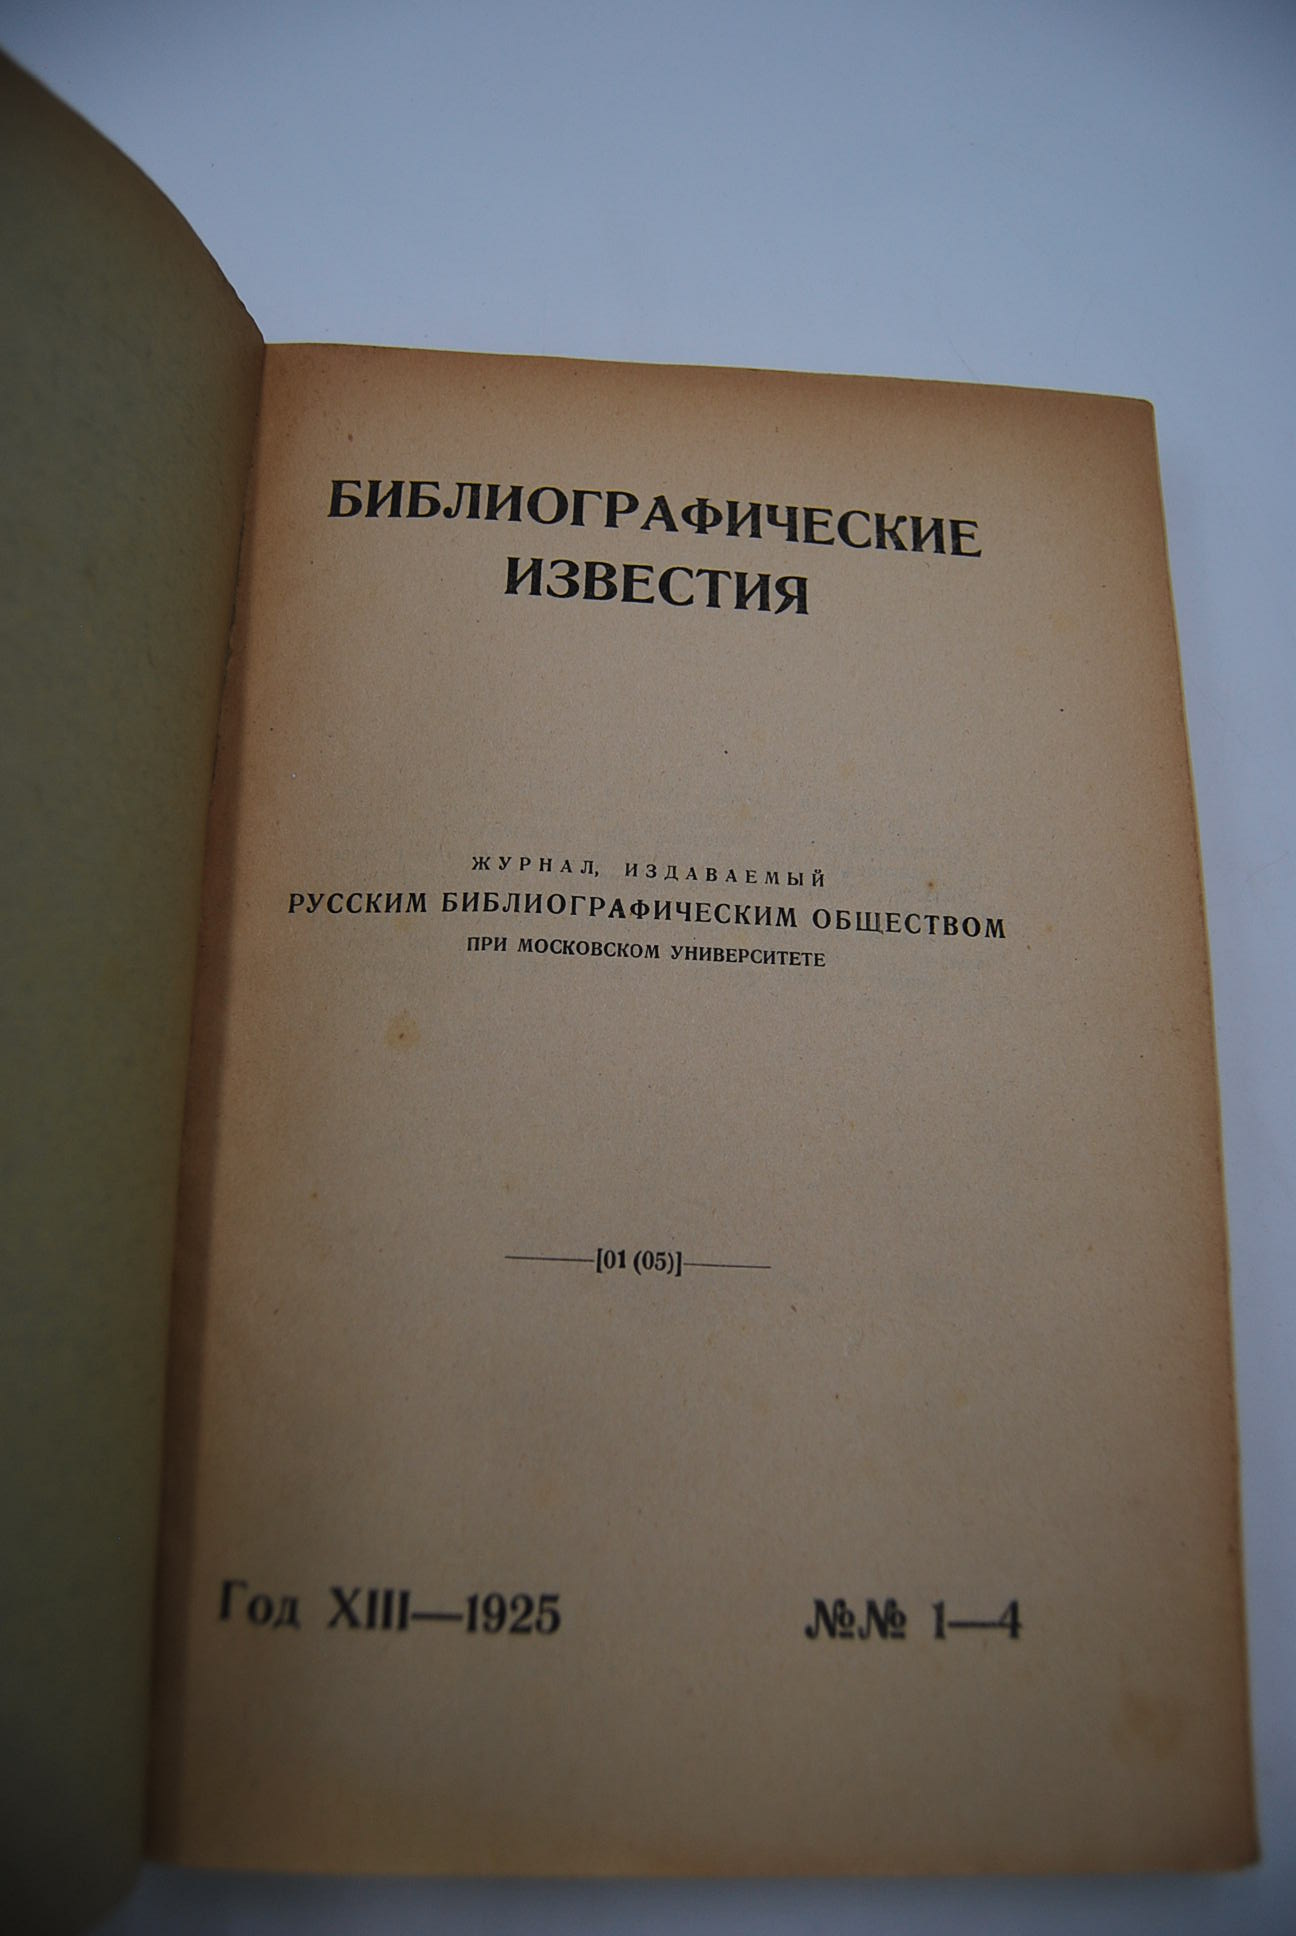 БИБЛИОГРАФИЧЕСКИЕ
ИЗВЕСТИЯ
ЖУРНАЛ, ИЗДАВАЕМЫЙ
РУССКИМ БИБЛИОГРАФИЧЕСКИМ ОБЩЕСТВОМ
ПРИ МОСКОВСКОМ УНИВЕРСИТЕТЕ
[01 (05)]
Год XIII—1925 №№ 1—4